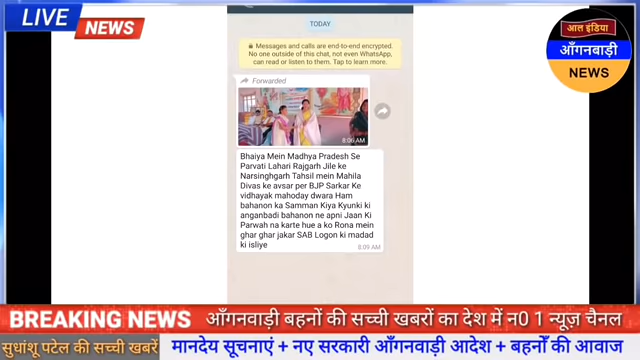 LIVE
NEWS
TODAY
Messages and calls are end-to-end encrypted.
No one outside of this chat, not even WhatsApp,
can read or listen to them. Tap to learn more.
Forwarded
8:06 AM
Bhaiya Mein Madhya Pradesh Se
Parvati Lahari Rajgarh Jile ke
Narsinghgarh Tahsil mein Mahila
Divas ke avsar per BJP Sarkar Ke
vidhayak mahoday dwara Ham
bahanon ka Samman Kiya Kyunki ki
anganbadi bahanon ne apni Jaan Ki
Parwah na karte hue a ko Rona mein
ghar ghar jakar SAB Logon ki madad
ki isliye
8:09 AM
आल इंडिया
आँगनबाड़ी
NEWS
BREAKING NEWS
आँगनवाड़ी बहनों की सच्ची खबरों का देश में न0 1 न्यूज़ चैनल
सुधांशू पटेल की सच्ची खबरें
मानदेय सूचनाएं + नए सरकारी आँगनवाड़ी आदेश + बहनोँ की आवाज